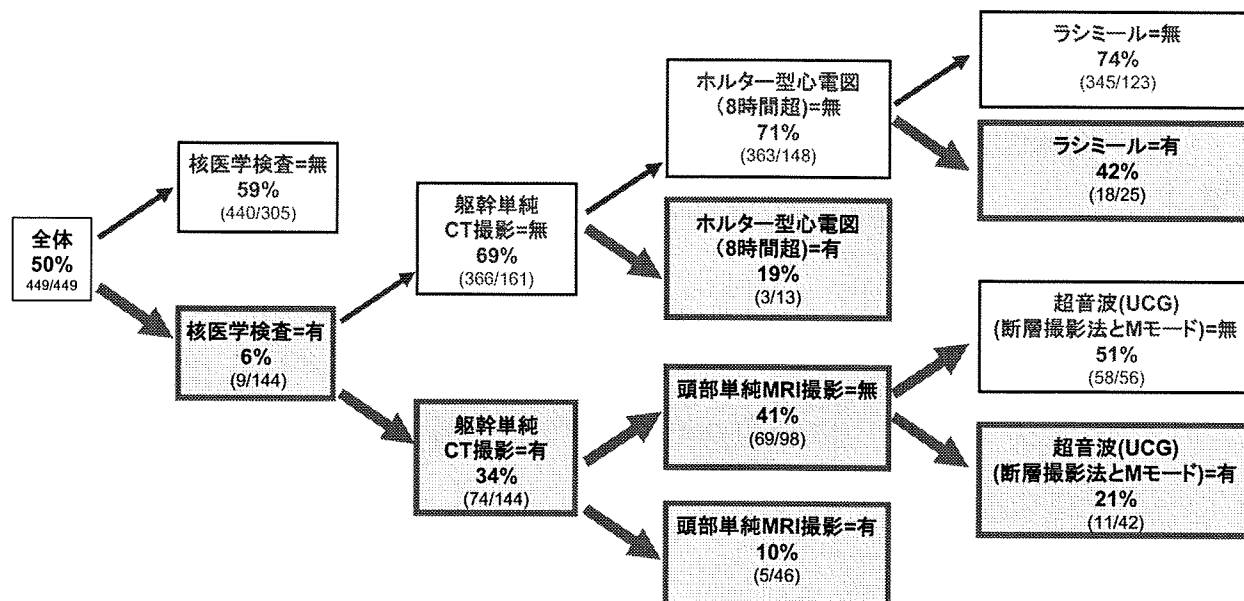 全体
50%
449/449
核医学検査=無
59%
(440/305)
核医学検査=有
6%
(9/144)
躯幹単純
CT撮影=無
69%
(366/161)
躯幹単純
CT撮影=有
34%
(74/144)
ホルター型心電図
(8時間超)=無
71%
(363/148)
ホルター型心電図
(8時間超)=有
19%
(3/13)
頭部単純MRI撮影=無
41%
(69/98)
頭部単純MRI撮影=有
10%
(5/46)
ラシミール=無
74%
(345/123)
ラシミール=有
42%
(18/25)
超音波(UCG)
(断層撮影法とMモード)=無
51%
(58/56)
超音波(UCG)
(断層撮影法とMモード)=有
21%
(11/42)